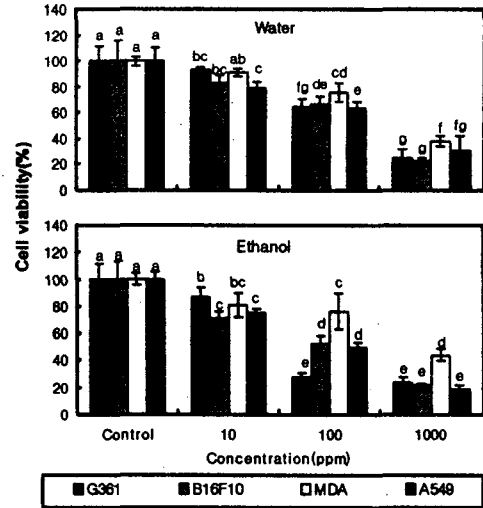 Cell viability(%)
Water
140
120
100
80
60
40
20
0
a a a a
bc bc ab c
fg de cd e
g g f fg
Ethanol
140
120
100
80
60
40
20
0
a a a a
b c bc c
e d c d
e e d e
Control 10 100 1000
Concentration(ppm)
G361 B16F10 MDA A549